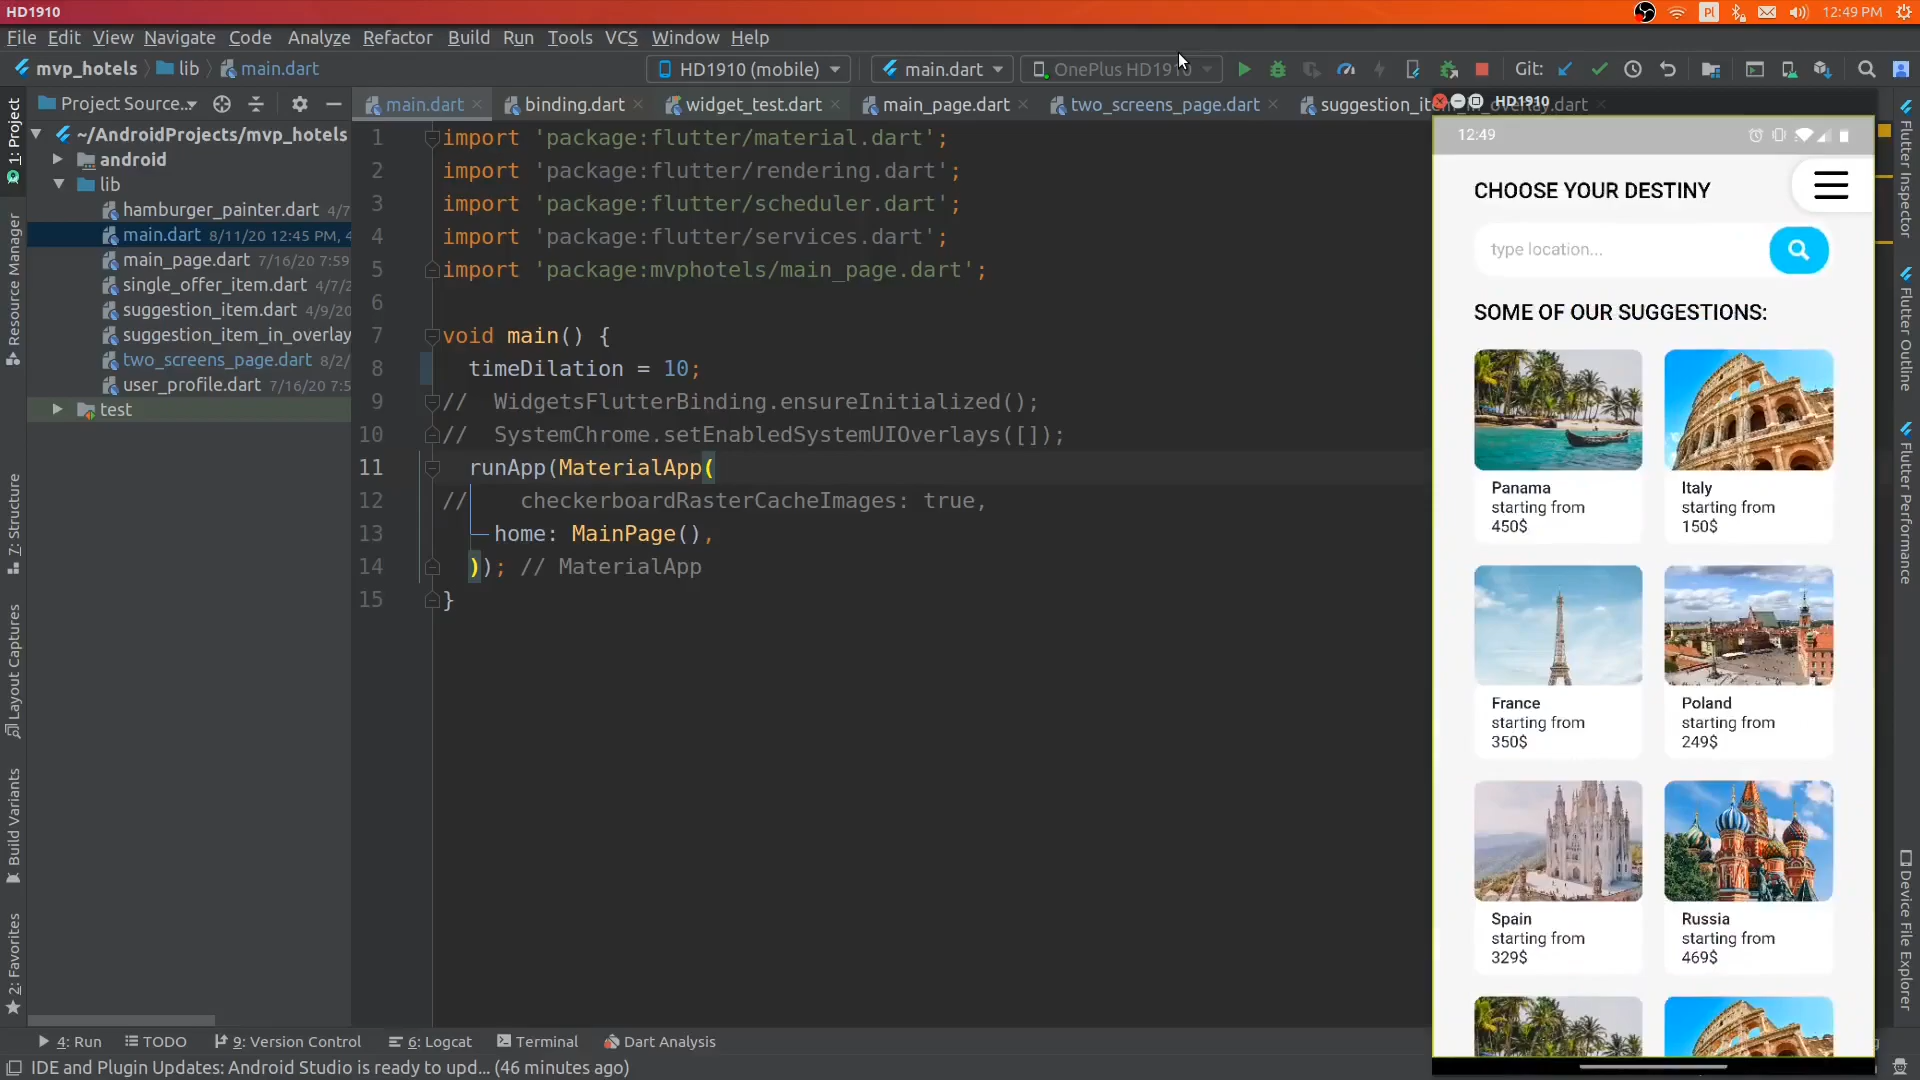 HD1910
Pl
12:49 PM
File Edit View Navigate Code Analyze Refactor Build Run Tools VCS Window Help
mvp_hotels lib main.dart
HD1910 (mobile) main.dart OnePlus HD1910 Git:
1: Project
Resource Manager
7: Structure
Layout Captures
Build Variants
2: Favorites
Project Source...
~/AndroidProjects/mvp_hotels
android
lib
hamburger_painter.dart 4/7
main.dart 8/11/20 12:45 PM, 4
main_page.dart 7/16/20 7:59
single_offer_item.dart 4/7/2
suggestion_item.dart 4/9/20
suggestion_item_in_overlay
two_screens_page.dart 8/2/
user_profile.dart 7/16/20 7:5
test
main.dart binding.dart widget_test.dart main_page.dart two_screens_page.dart suggestion_item_in_overlay.dart
1 import 'package:flutter/material.dart';
2 import 'package:flutter/rendering.dart';
3 import 'package:flutter/scheduler.dart';
4 import 'package:flutter/services.dart';
5 import 'package:mvphotels/main_page.dart';
6
7 void main() {
8 timeDilation = 10;
9 // WidgetsFlutterBinding.ensureInitialized();
10 // SystemChrome.setEnabledSystemUIOverlays([]);
11 runApp(MaterialApp(
12 // checkerboardRasterCacheImages: true,
13 home: MainPage(),
14 )); // MaterialApp
15 }
HD1910
12:49
CHOOSE YOUR DESTINY
type location...
SOME OF OUR SUGGESTIONS:
Panama
starting from
450$
Italy
starting from
150$
France
starting from
350$
Poland
starting from
249$
Spain
starting from
329$
Russia
starting from
469$
Flutter Inspector
Flutter Outline
Flutter Performance
Device File Explorer
4: Run TODO 9: Version Control 6: Logcat Terminal Dart Analysis
IDE and Plugin Updates: Android Studio is ready to upd... (46 minutes ago)